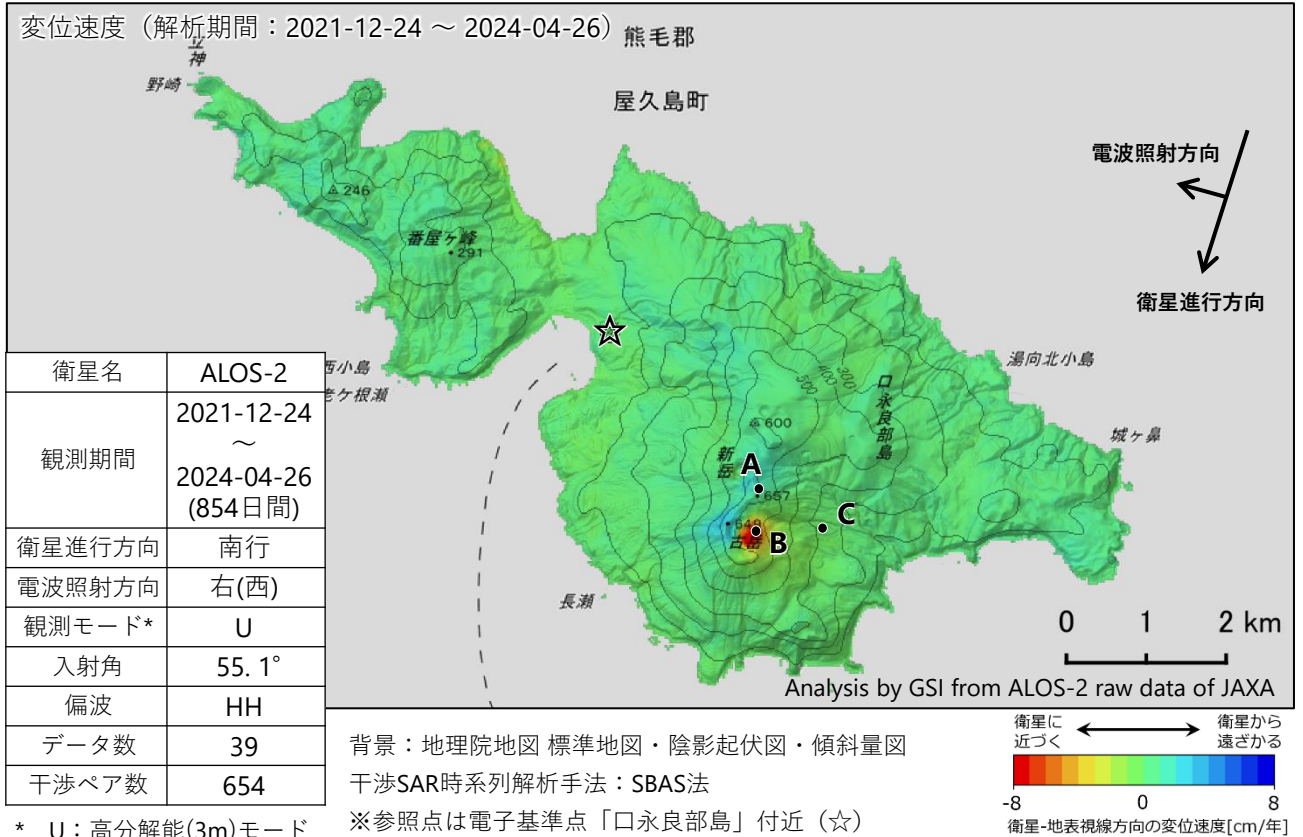 変位速度（解析期間：2021-12-24 ～ 2024-04-26）
熊毛郡
立神
野崎
屋久島町
電波照射方向
246
番屋ヶ峰
291
衛星進行方向
西小島
老ケ根瀬
湯向北小島
300
400
500
口永良部島
600
城ヶ鼻
新岳
A
657
C
649
B
古岳
長瀬
0 1 2 km
Analysis by GSI from ALOS-2 raw data of JAXA
衛星名 ALOS-2
観測期間 2021-12-24
～
2024-04-26
(854日間)
衛星進行方向 南行
電波照射方向 右(西)
観測モード* U
入射角 55.1°
偏波 HH
データ数 39
干渉ペア数 654
* U：高分解能(3m)モード
背景：地理院地図 標準地図・陰影起伏図・傾斜量図
干渉SAR時系列解析手法：SBAS法
※参照点は電子基準点「口永良部島」付近（☆）
衛星に
近づく
衛星から
遠ざかる
-8 0 8
衛星-地表視線方向の変位速度[cm/年]